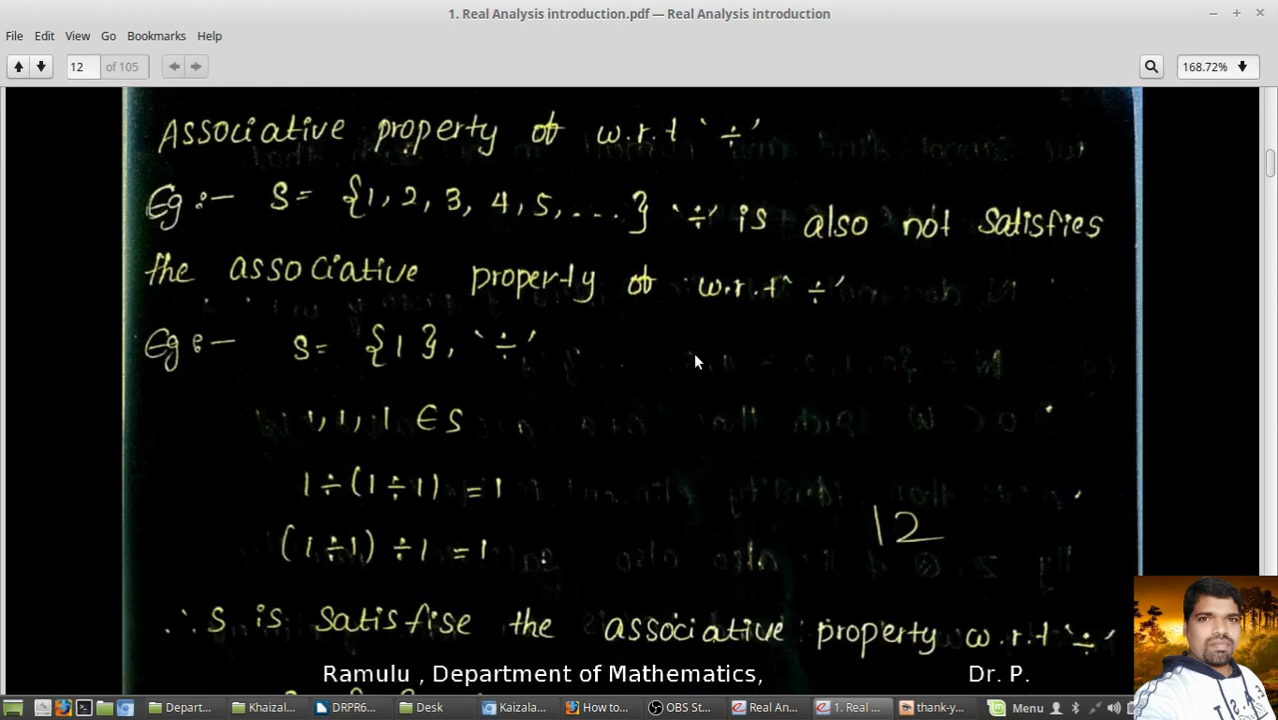 1. Real Analysis introduction.pdf — Real Analysis introduction
File Edit View Go Bookmarks Help
12 of 105 168.72%
Associative property w.r.t '÷'
Eg:- S= {1, 2, 3, 4, 5, ...} '÷' is also not satisfies
the associative property w.r.t '÷'
Eg:- S= {1}, '÷'
1, 1, 1 ∈ S
1÷(1÷1) = 1
(1÷1) ÷1 = 1
12
∴ S is satisfise the associative property w.r.t '÷'
Ramulu , Department of Mathematics, Dr. P.
Depart... Khaizal... DRPR6... Desk Kaizala... How to... OBS St... Real An... 1. Real ... thank-y... Menu